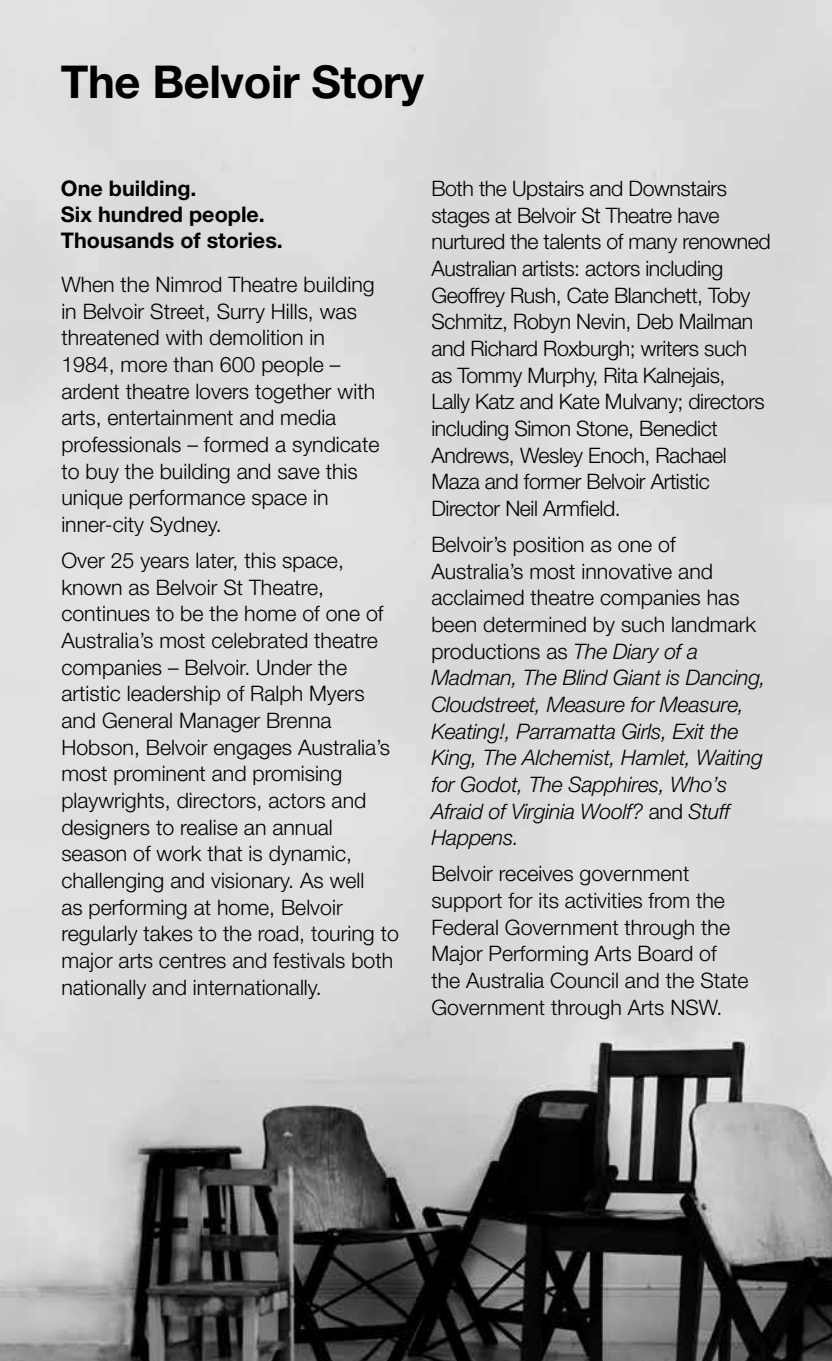 The Belvoir Story
One building.
Six hundred people.
Thousands of stories.
When the Nimrod Theatre building
in Belvoir Street, Surry Hills, was
threatened with demolition in
1984, more than 600 people –
ardent theatre lovers together with
arts, entertainment and media
professionals – formed a syndicate
to buy the building and save this
unique performance space in
inner-city Sydney.
Over 25 years later, this space,
known as Belvoir St Theatre,
continues to be the home of one of
Australia’s most celebrated theatre
companies – Belvoir. Under the
artistic leadership of Ralph Myers
and General Manager Brenna
Hobson, Belvoir engages Australia’s
most prominent and promising
playwrights, directors, actors and
designers to realise an annual
season of work that is dynamic,
challenging and visionary. As well
as performing at home, Belvoir
regularly takes to the road, touring to
major arts centres and festivals both
nationally and internationally.
Both the Upstairs and Downstairs
stages at Belvoir St Theatre have
nurtured the talents of many renowned
Australian artists: actors including
Geoffrey Rush, Cate Blanchett, Toby
Schmitz, Robyn Nevin, Deb Mailman
and Richard Roxburgh; writers such
as Tommy Murphy, Rita Kalnejais,
Lally Katz and Kate Mulvany; directors
including Simon Stone, Benedict
Andrews, Wesley Enoch, Rachael
Maza and former Belvoir Artistic
Director Neil Armfield.
Belvoir’s position as one of
Australia’s most innovative and
acclaimed theatre companies has
been determined by such landmark
productions as The Diary of a
Madman, The Blind Giant is Dancing,
Cloudstreet, Measure for Measure,
Keating!, Parramatta Girls, Exit the
King, The Alchemist, Hamlet, Waiting
for Godot, The Sapphires, Who’s
Afraid of Virginia Woolf? and Stuff
Happens.
Belvoir receives government
support for its activities from the
Federal Government through the
Major Performing Arts Board of
the Australia Council and the State
Government through Arts NSW.